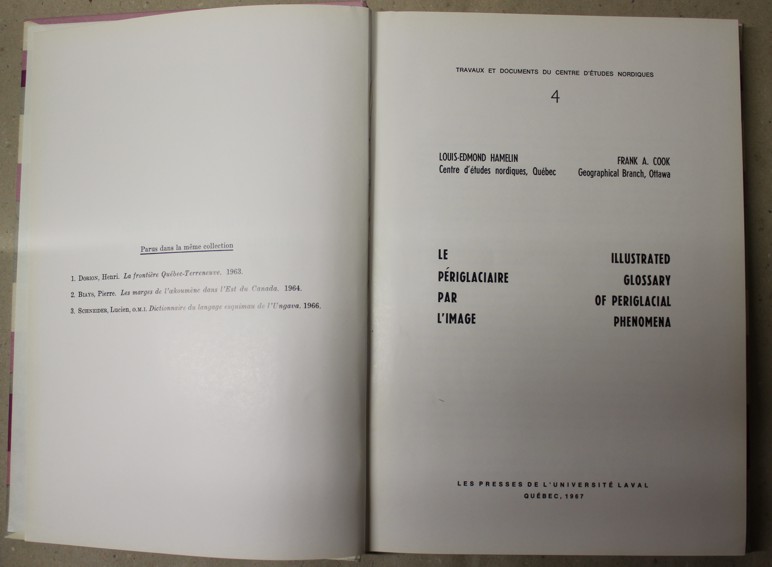 Parus dans la même collection
1. DORION, Henri. La frontière Québec-Terreneuve. 1963.
2. BIAYS, Pierre. Les marges de l'œkoumène dans l'Est du Canada. 1964.
3. SCHNEIDER, Lucien, O.M.I. Dictionnaire du langage esquimau de l'Ungava. 1966.
TRAVAUX ET DOCUMENTS DU CENTRE D'ÉTUDES NORDIQUES
4
LOUIS-EDMOND HAMELIN
Centre d'études nordiques, Québec
FRANK A. COOK
Geographical Branch, Ottawa
LE
PÉRIGLACIAIRE
PAR
L'IMAGE
ILLUSTRATED
GLOSSARY
OF PERIGLACIAL
PHENOMENA
LES PRESSES DE L'UNIVERSITÉ LAVAL
QUÉBEC, 1967